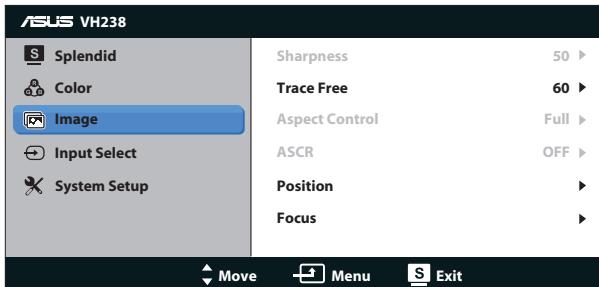 ASUS VH238
S Splendid
Color
Image
Input Select
System Setup
Sharpness 50
Trace Free 60
Aspect Control Full
ASCR OFF
Position
Focus
Move Menu S Exit